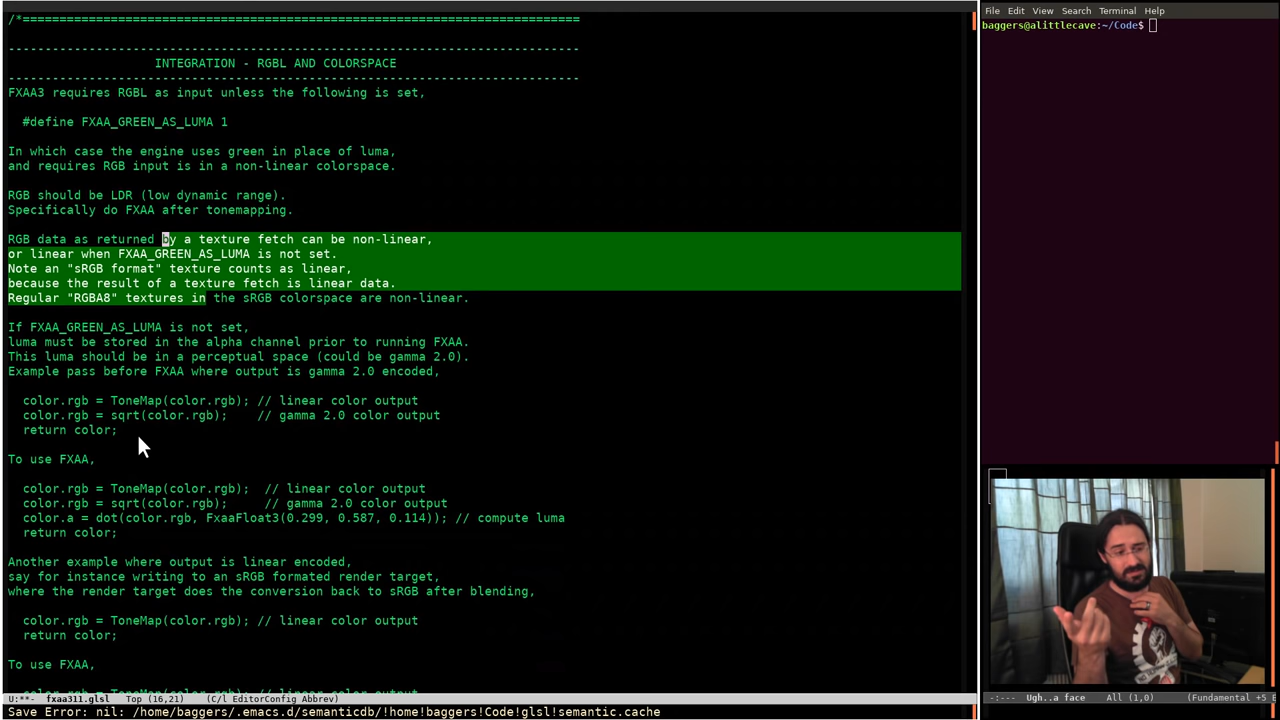 /*============================================================================
------------------------------------------------------------------------------
INTEGRATION - RGBL AND COLORSPACE
------------------------------------------------------------------------------
FXAA3 requires RGBL as input unless the following is set,
#define FXAA_GREEN_AS_LUMA 1
In which case the engine uses green in place of luma,
and requires RGB input is in a non-linear colorspace.
RGB should be LDR (low dynamic range).
Specifically do FXAA after tonemapping.
RGB data as returned by a texture fetch can be non-linear,
or linear when FXAA_GREEN_AS_LUMA is not set.
Note an "sRGB format" texture counts as linear,
because the result of a texture fetch is linear data.
Regular "RGBA8" textures in the sRGB colorspace are non-linear.
If FXAA_GREEN_AS_LUMA is not set,
luma must be stored in the alpha channel prior to running FXAA.
This luma should be in a perceptual space (could be gamma 2.0).
Example pass before FXAA where output is gamma 2.0 encoded,
color.rgb = ToneMap(color.rgb); // linear color output
color.rgb = sqrt(color.rgb);    // gamma 2.0 color output
return color;
To use FXAA,
color.rgb = ToneMap(color.rgb);  // linear color output
color.rgb = sqrt(color.rgb);     // gamma 2.0 color output
color.a = dot(color.rgb, FxaaFloat3(0.299, 0.587, 0.114)); // compute luma
return color;
Another example where output is linear encoded,
say for instance writing to an sRGB formated render target,
where the render target does the conversion back to sRGB after blending,
color.rgb = ToneMap(color.rgb); // linear color output
return color;
To use FXAA,
color.rgb = ToneMap(color.rgb); // linear color output
U:**-  fxaa311.glsl   Top (16,21)   (C/l EditorConfig Abbrev)
Save Error: nil: /home/baggers/.emacs.d/semanticdb/!home!baggers!Code!glsl!semantic.cache
File Edit View Search Terminal Help
baggers@alittlecave:~/Code$
-:---  Ugh..a face   All (1,0)   (Fundamental +5